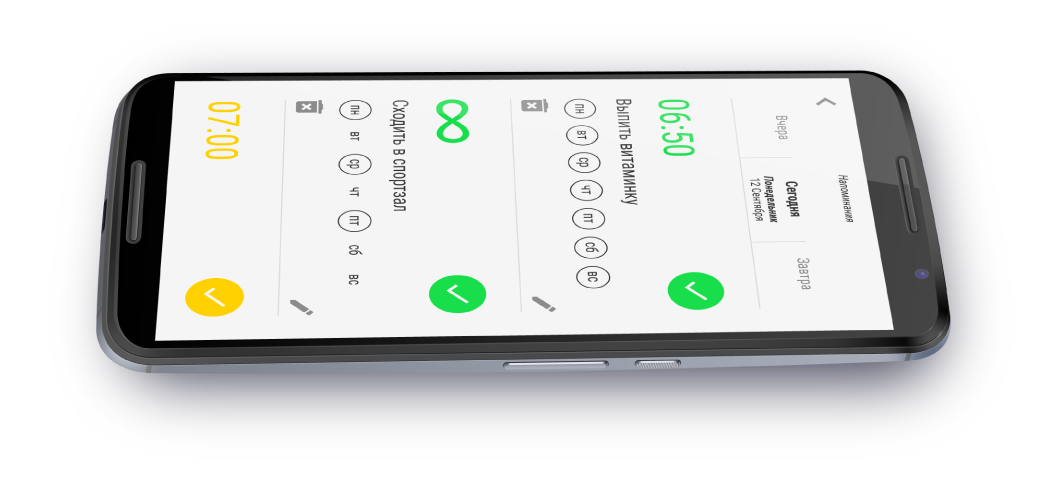 Напоминания
Вчера
Сегодня
Понедельник
12 Сентября
Завтра
06:50
Выпить витаминку
пн вт ср чт пт сб вс
Сходить в спортзал
пн вт ср чт пт сб вс
07:00